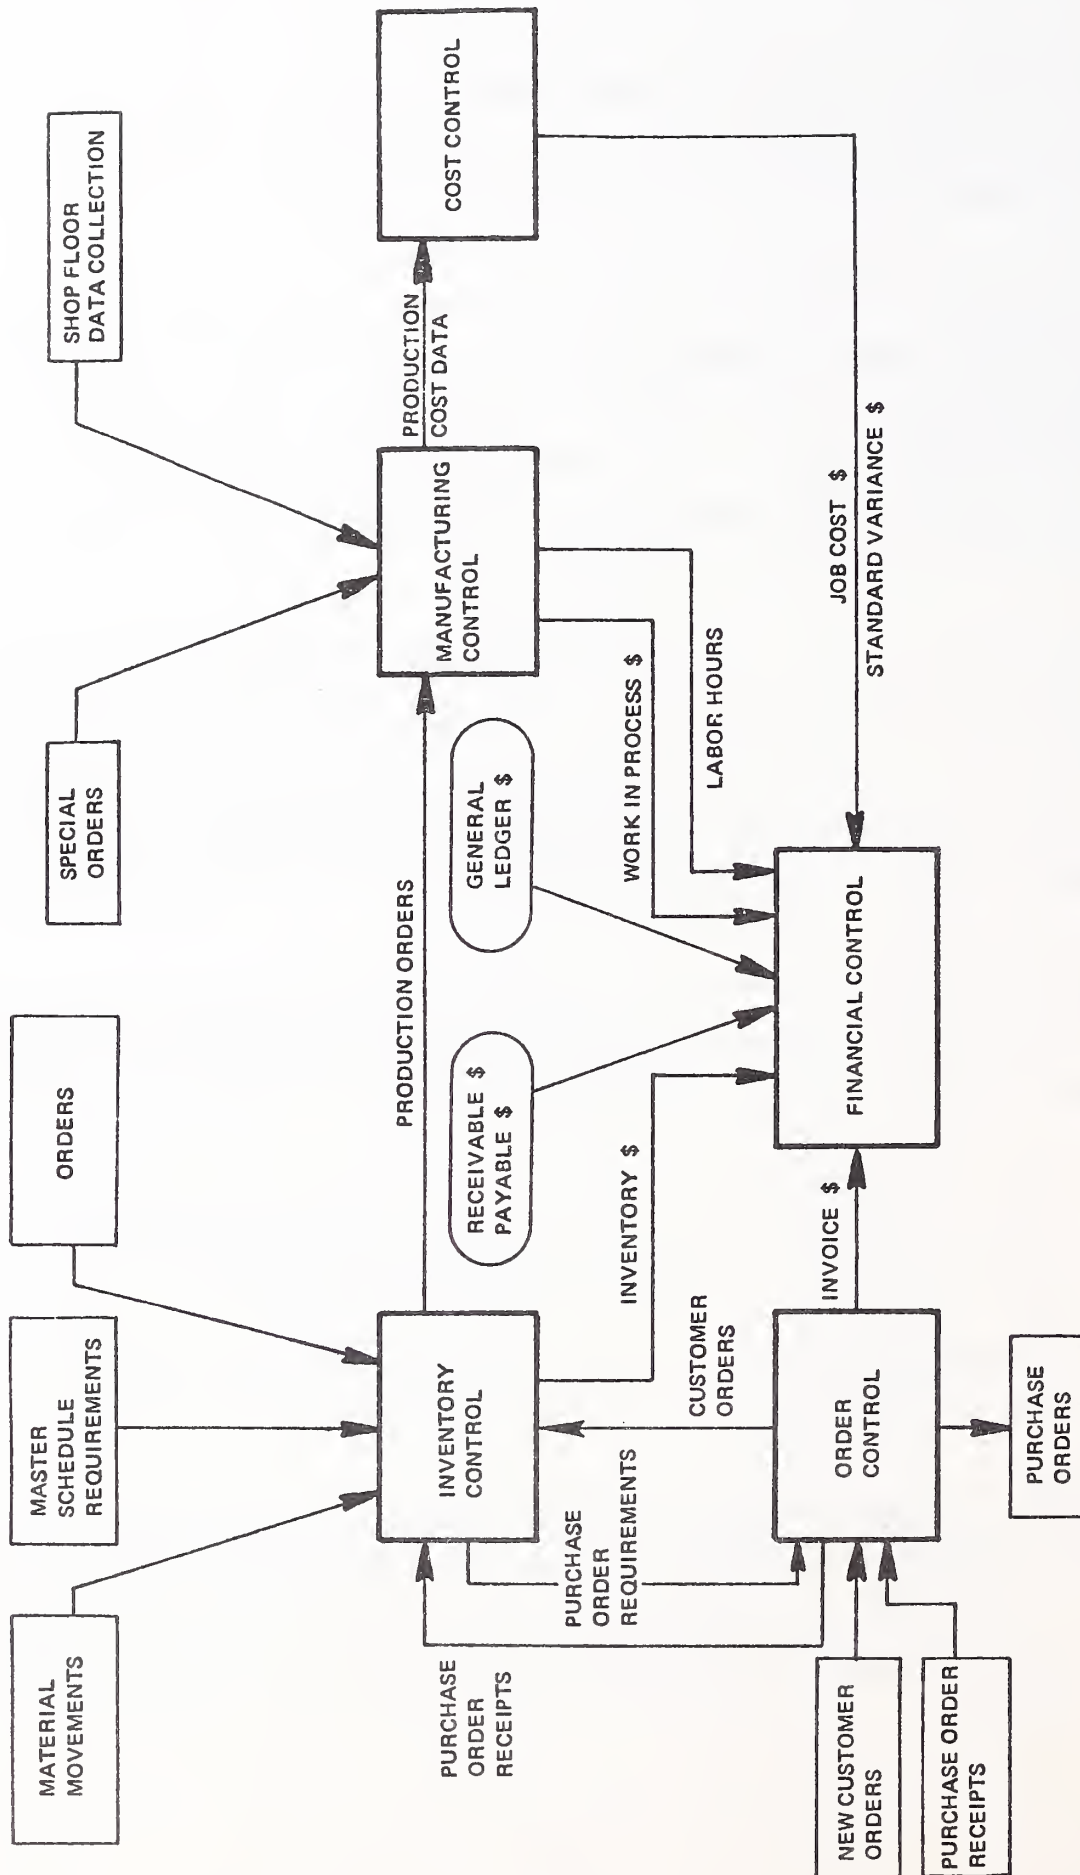 MATERIAL
MOVEMENTS
MASTER
SCHEDULE
REQUIREMENTS
ORDERS
SPECIAL
ORDERS
SHOP FLOOR
DATA COLLECTION
INVENTORY
CONTROL
PRODUCTION ORDERS
MANUFACTURING
CONTROL
PRODUCTION
COST DATA
COST CONTROL
RECEIVABLE $
PAYABLE $
GENERAL
LEDGER $
PURCHASE
ORDER
RECEIPTS
PURCHASE
ORDER
REQUIREMENTS
CUSTOMER
ORDERS
INVENTORY $
WORK IN PROCESS $
LABOR HOURS
NEW CUSTOMER
ORDERS
PURCHASE ORDER
RECEIPTS
ORDER
CONTROL
INVOICE $
FINANCIAL CONTROL
JOB COST $
STANDARD VARIANCE $
PURCHASE
ORDERS